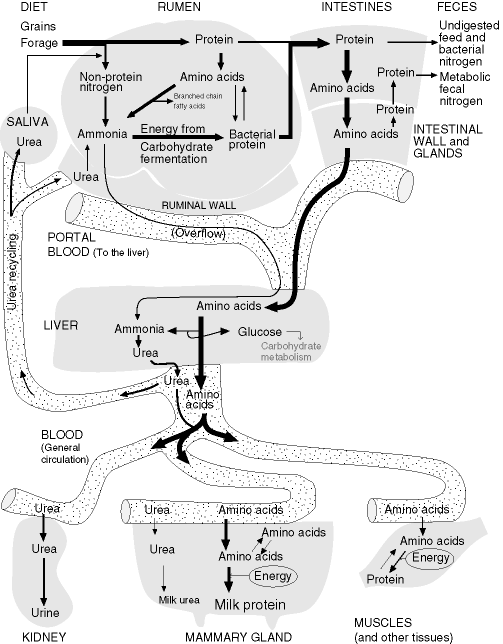 DIET
RUMEN
INTESTINES
FECES
Grains
Forage
Protein
Protein
Undigested
feed and
bacterial
nitrogen
Non-protein
nitrogen
Amino acids
Amino acids
Protein
Metabolic
fecal
nitrogen
Branched chain
fatty acids
Protein
SALIVA
Urea
Ammonia
Energy from
Carbohydrate
fermentation
Bacterial
protein
Amino acids
INTESTINAL
WALL and
GLANDS
Urea
RUMINAL WALL
PORTAL
BLOOD (To the liver)
(Overflow)
Urea recycling
Amino acids
LIVER
Ammonia
Glucose
Urea
Carbohydrate
metabolism
Urea
Amino
acids
BLOOD
(General
circulation)
Urea
Urea
Amino acids
Amino acids
Urea
Urea
Amino acids
Amino acids
Amino acids
Energy
Energy
Protein
Urine
Milk urea
Milk protein
KIDNEY
MAMMARY GLAND
MUSCLES
(and other tissues)